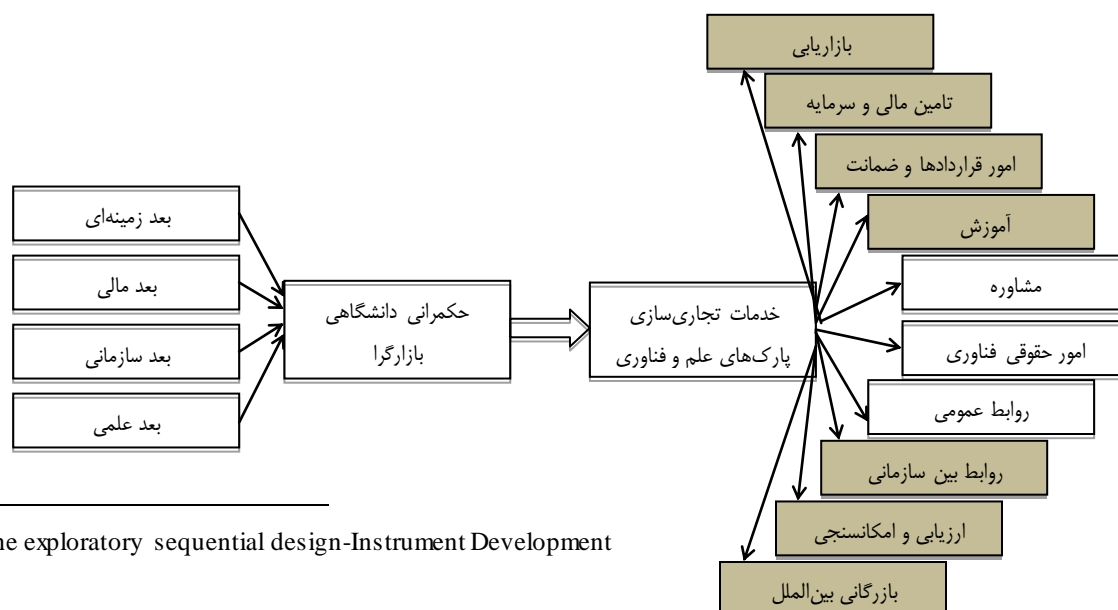 بازاریابی
تامین مالی و سرمایه
امور قراردادها و ضمانت
آموزش
مشاوره
امور حقوقی فناوری
روابط عمومی
روابط بین سازمانی
ارزیابی و امکانسنجی
بازرگانی بین‌الملل
خدمات تجاری‌سازی
پارک‌های علم و فناوری
حکمرانی دانشگاهی
بازارگرا
بعد زمینه‌ای
بعد مالی
بعد سازمانی
بعد علمی
he exploratory sequential design-Instrument Development